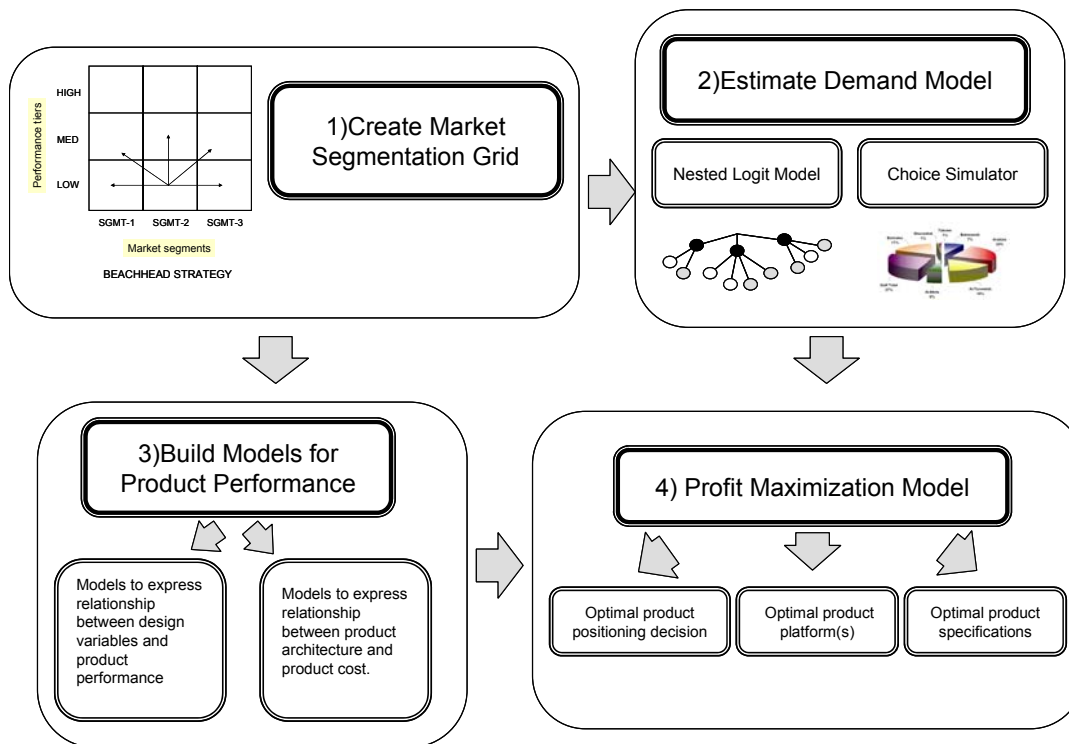 HIGH
MED
LOW
Performance tiers
SGMT-1 SGMT-2 SGMT-3
Market segments
BEACHHEAD STRATEGY
1)Create Market
Segmentation Grid
2)Estimate Demand Model
Nested Logit Model
Choice Simulator
3)Build Models for
Product Performance
Models to express
relationship
between design
variables and
product
performance
Models to express
relationship
between product
architecture and
product cost.
4) Profit Maximization Model
Optimal product
positioning decision
Optimal product
platform(s)
Optimal product
specifications